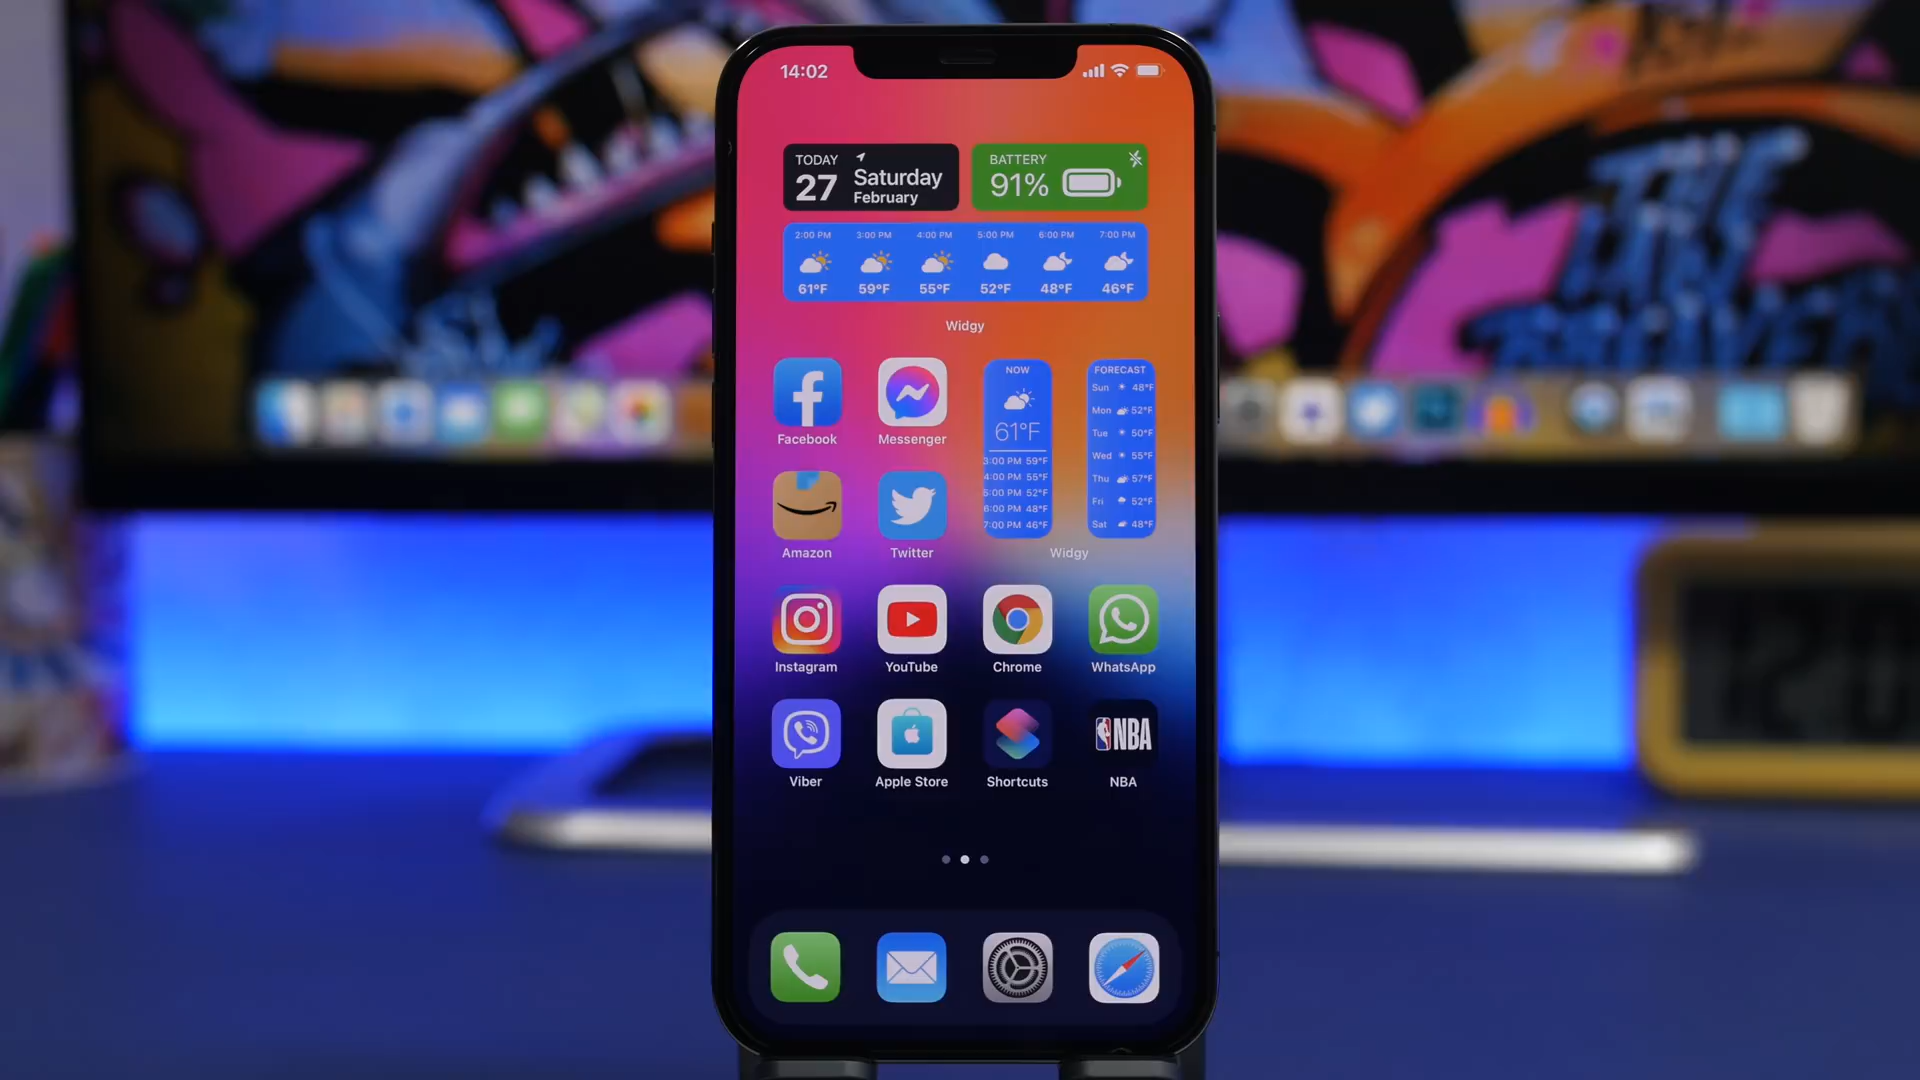 14:02
TODAY
27 Saturday
February
BATTERY
91%
2:00 PM 3:00 PM 4:00 PM 5:00 PM 6:00 PM 7:00 PM
61°F 59°F 55°F 52°F 48°F 46°F
Widgy
Facebook Messenger
NOW
61°F
3:00 PM 59°F
4:00 PM 55°F
5:00 PM 52°F
6:00 PM 48°F
7:00 PM 46°F
FORECAST
Sun 48°F
Mon 52°F
Tue 50°F
Wed 55°F
Thu 57°F
Fri 52°F
Sat 48°F
Amazon Twitter Widgy
Instagram YouTube Chrome WhatsApp
NBA
Viber Apple Store Shortcuts NBA
THE